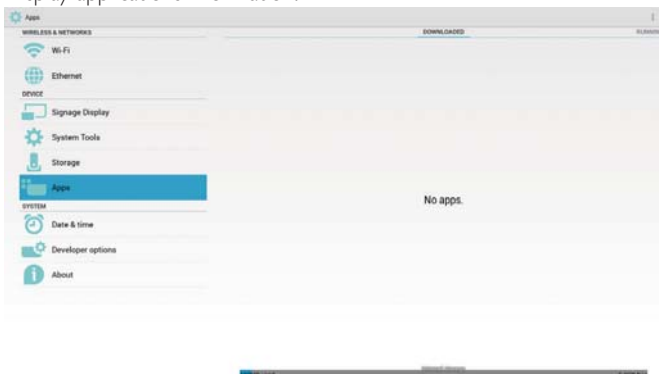 Apps
WIRELESS & NETWORKS
DOWNLOADED
Wi-Fi
Ethernet
DEVICE
Signage Display
System Tools
Storage
Apps
No apps.
SYSTEM
Date & time
Developer options
About